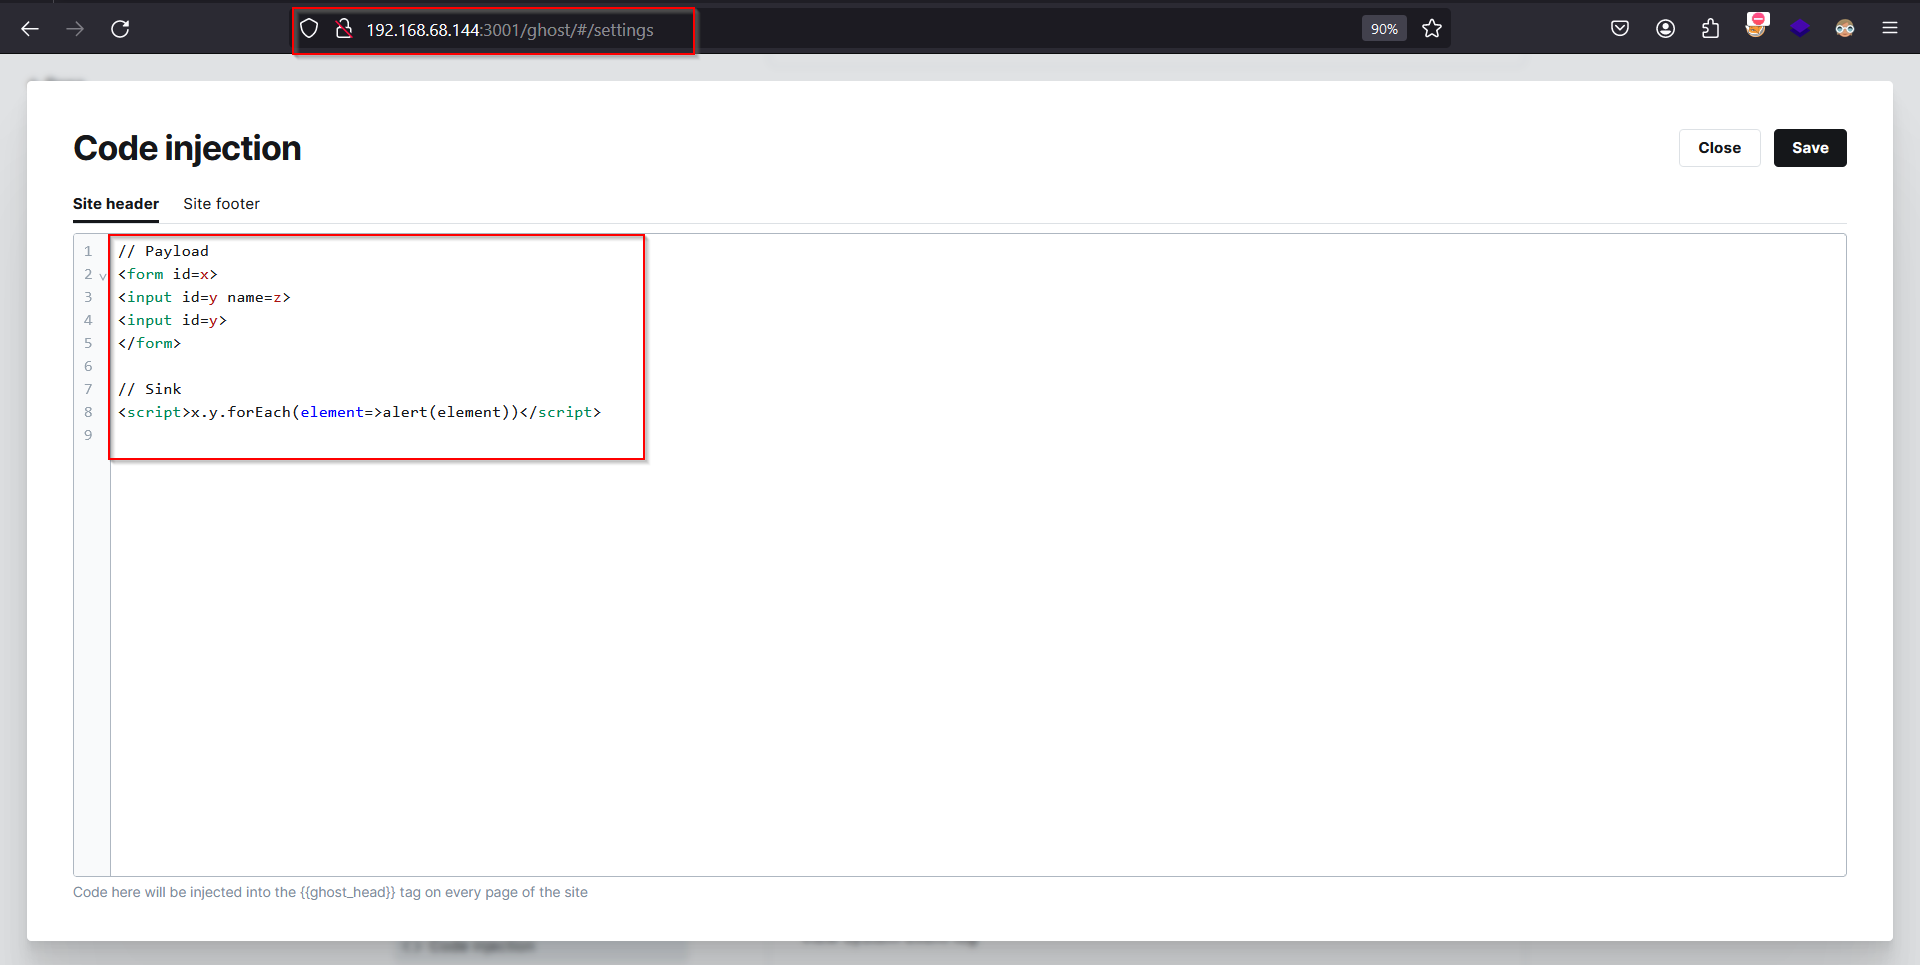 192.168.68.144:3001/ghost/#/settings
90%
Code injection
Close
Save
Site header
Site footer
1 // Payload
2 <form id=x>
3 <input id=y name=z>
4 <input id=y>
5 </form>
6
7 // Sink
8 <script>x.y.forEach(element=>alert(element))</script>
9
Code here will be injected into the {{ghost_head}} tag on every page of the site
Code injection